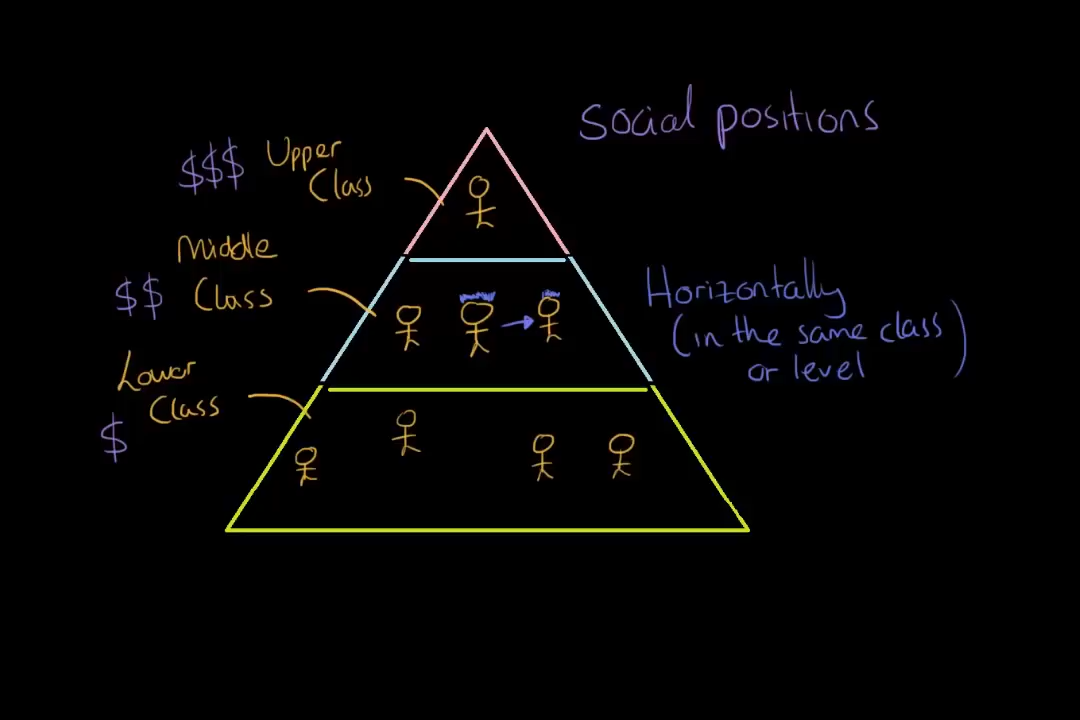 Social positions
$$$ Upper
Class
Middle
$$ Class
Lower
Class
$
Horizontally
(in the same class
or level)